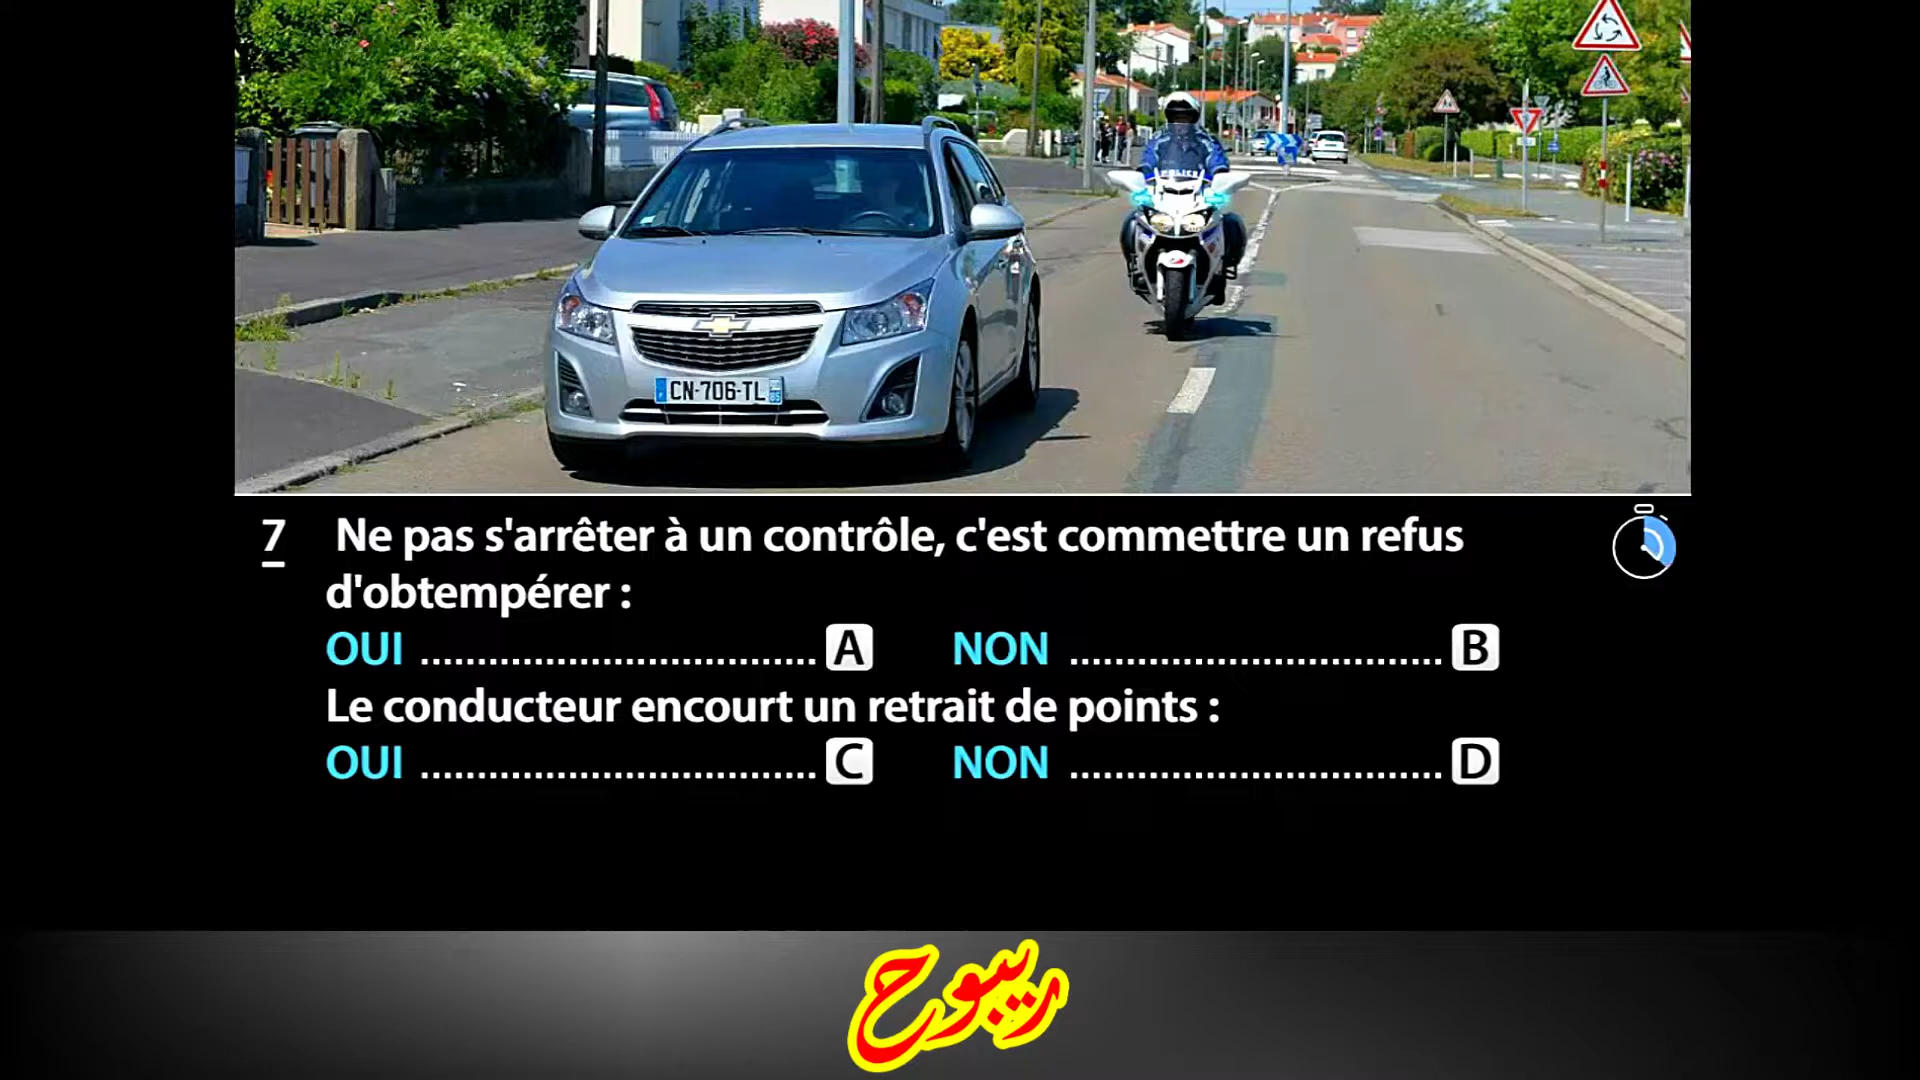 POLICE
CN-706-TL
85
7 Ne pas s'arrêter à un contrôle, c'est commettre un refus
d'obtempérer :
OUI ................................... A NON ................................. B
Le conducteur encourt un retrait de points :
OUI ................................... C NON ................................. D
ريبوح